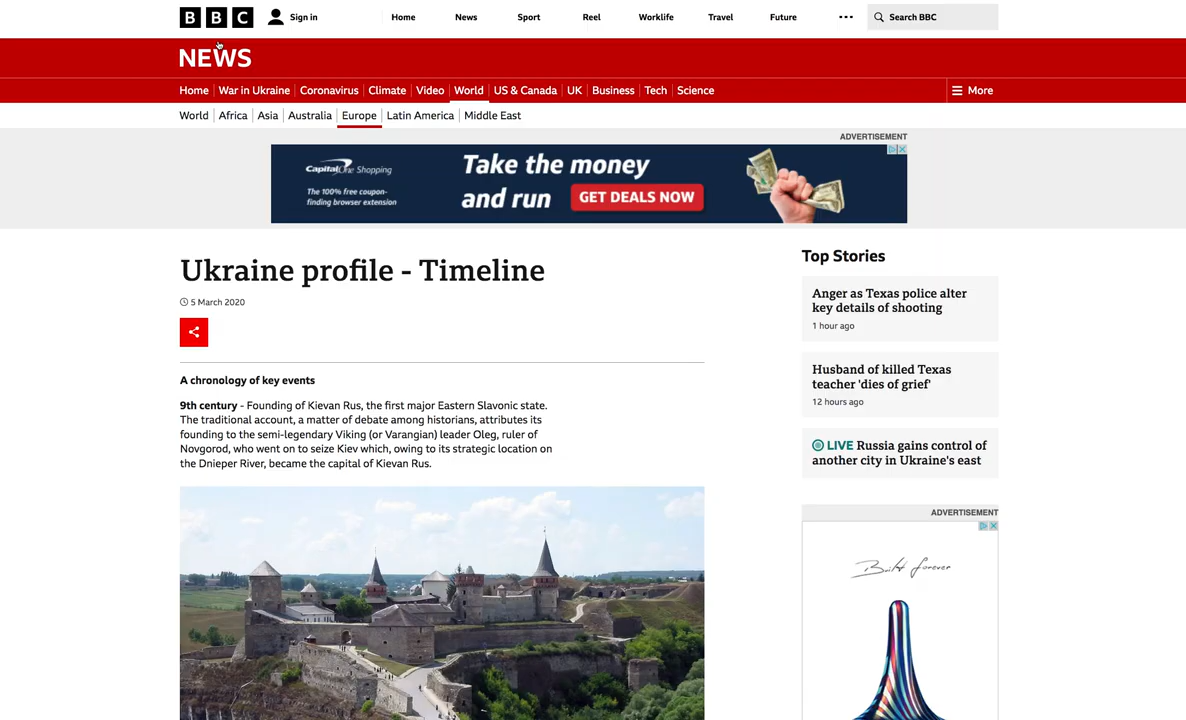 BBC
Sign in
Home
News
Sport
Reel
Worklife
Travel
Future
Search BBC
NEWS
Home
War in Ukraine
Coronavirus
Climate
Video
World
US & Canada
UK
Business
Tech
Science
More
World
Africa
Asia
Australia
Europe
Latin America
Middle East
ADVERTISEMENT
CapitalOne Shopping
The 100% free coupon-
finding browser extension
Take the money
and run
GET DEALS NOW
Ukraine profile - Timeline
5 March 2020
A chronology of key events
9th century - Founding of Kievan Rus, the first major Eastern Slavonic state.
The traditional account, a matter of debate among historians, attributes its
founding to the semi-legendary Viking (or Varangian) leader Oleg, ruler of
Novgorod, who went on to seize Kiev which, owing to its strategic location on
the Dnieper River, became the capital of Kievan Rus.
Top Stories
Anger as Texas police alter
key details of shooting
1 hour ago
Husband of killed Texas
teacher 'dies of grief'
12 hours ago
LIVE Russia gains control of
another city in Ukraine's east
ADVERTISEMENT
Built forever